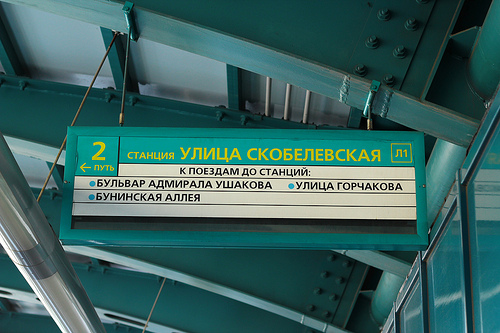 2
← ПУТЬ
СТАНЦИЯ УЛИЦА СКОБЕЛЕВСКАЯ Л1
К ПОЕЗДАМ ДО СТАНЦИЙ:
•БУЛЬВАР АДМИРАЛА УШАКОВА •УЛИЦА ГОРЧАКОВА
•БУНИНСКАЯ АЛЛЕЯ